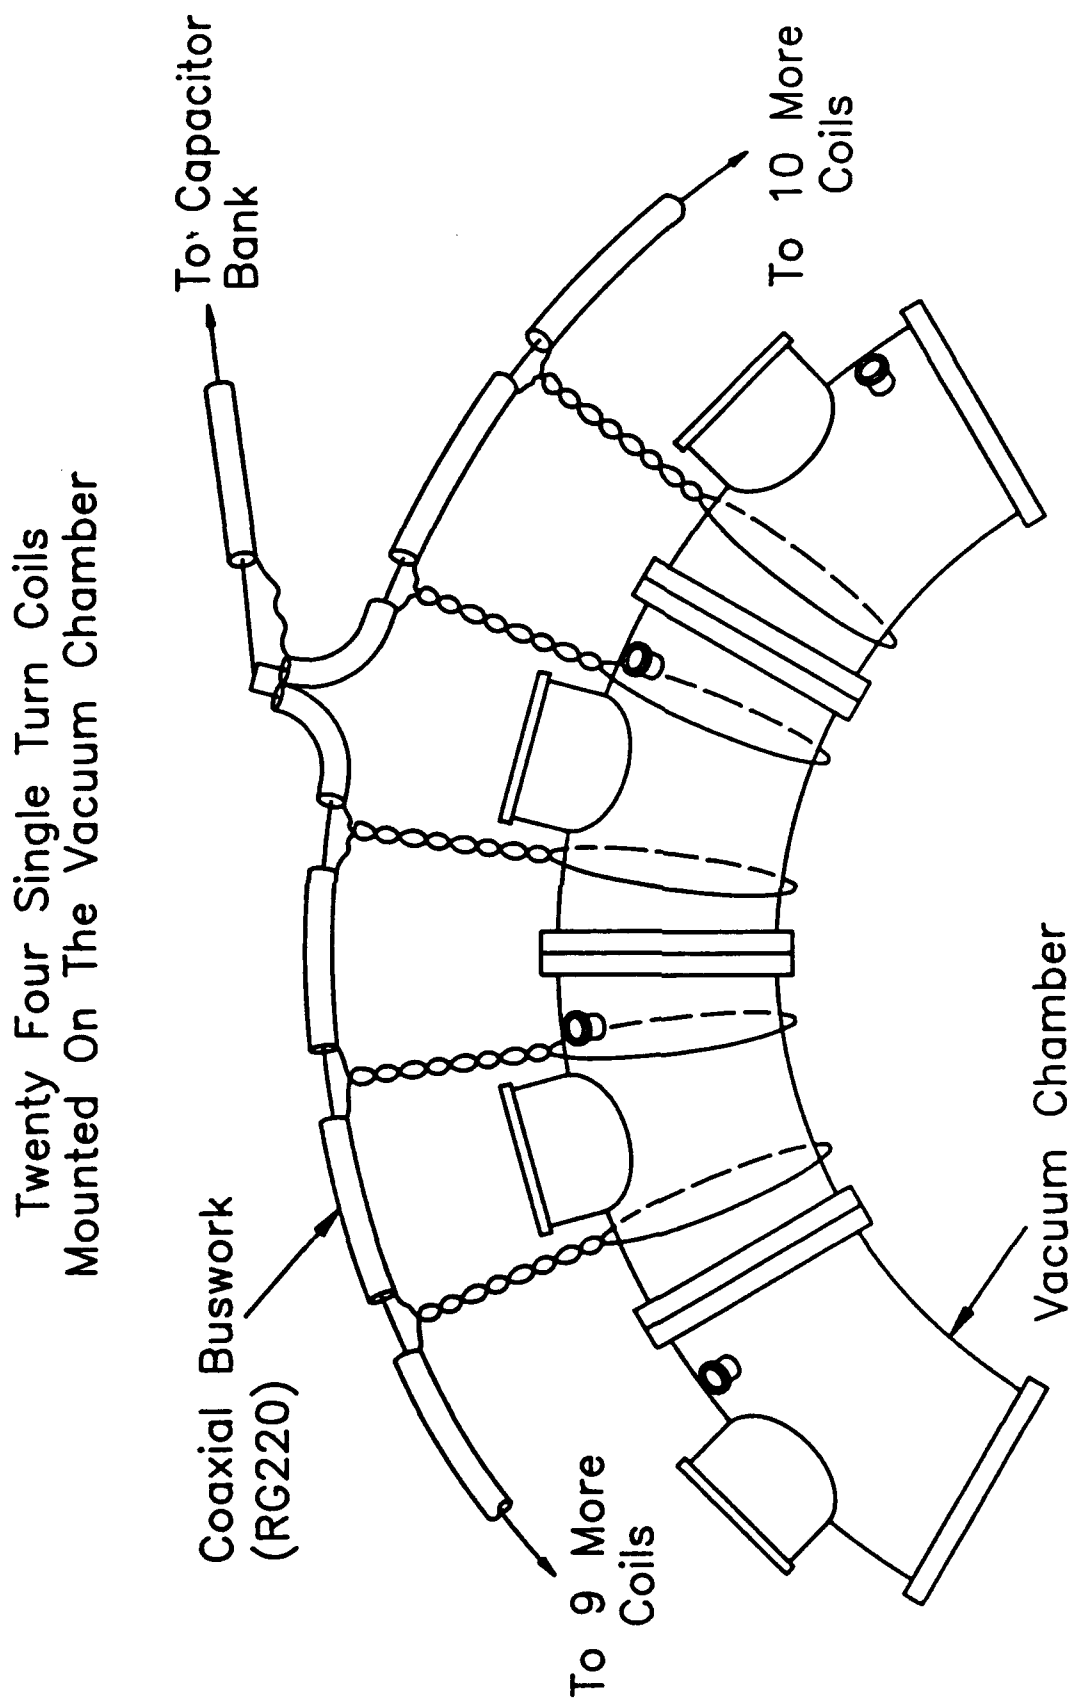 Twenty Four Single Turn Coils
Mounted On The Vacuum Chamber
To Capacitor
Bank
Coaxial Buswork
(RG220)
To 10 More
Coils
To 9 More
Coils
Vacuum Chamber